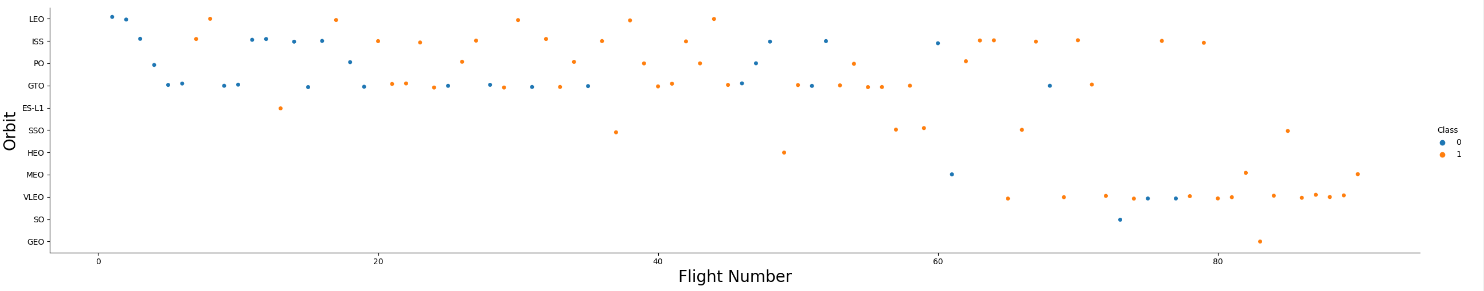 LEO
ISS
PO
GTO
ES-L1
SSO
HEO
MEO
VLEO
SO
GEO
Orbit
0 20 40 60 80
Flight Number
Class
0
1